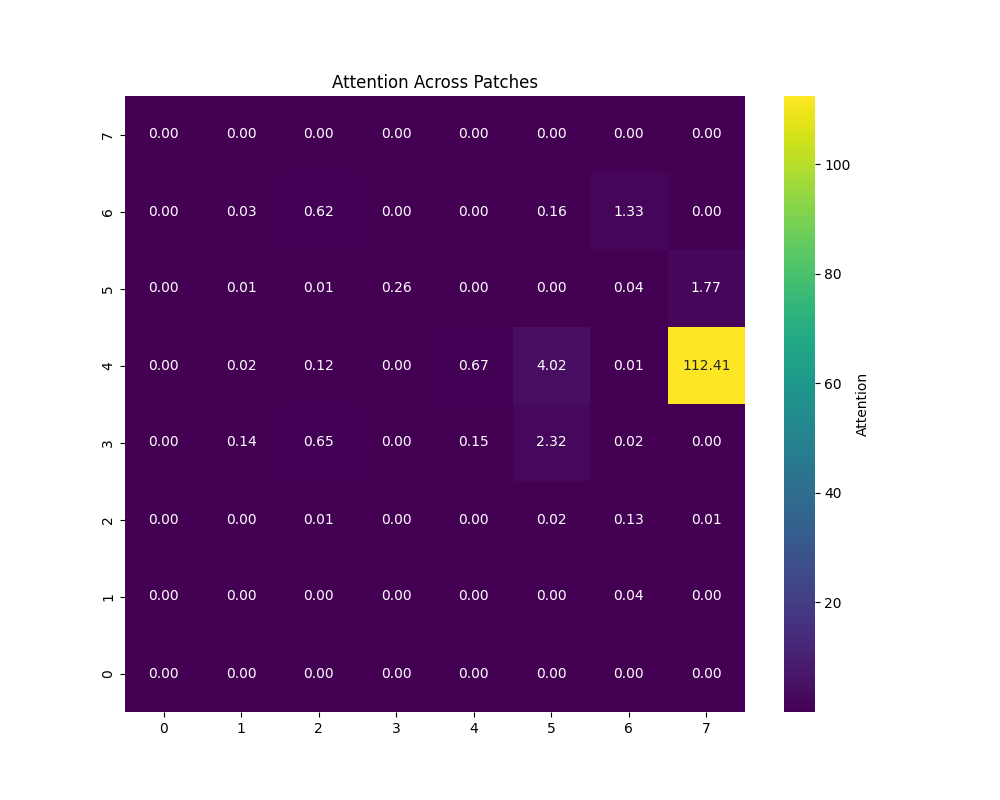 Attention Across Patches
7 0.00 0.00 0.00 0.00 0.00 0.00 0.00 0.00
6 0.00 0.03 0.62 0.00 0.00 0.16 1.33 0.00
5 0.00 0.01 0.01 0.26 0.00 0.00 0.04 1.77
4 0.00 0.02 0.12 0.00 0.67 4.02 0.01 112.41
3 0.00 0.14 0.65 0.00 0.15 2.32 0.02 0.00
2 0.00 0.00 0.01 0.00 0.00 0.02 0.13 0.01
1 0.00 0.00 0.00 0.00 0.00 0.00 0.04 0.00
0 0.00 0.00 0.00 0.00 0.00 0.00 0.00 0.00
0 1 2 3 4 5 6 7
100
80
60
40
20
Attention